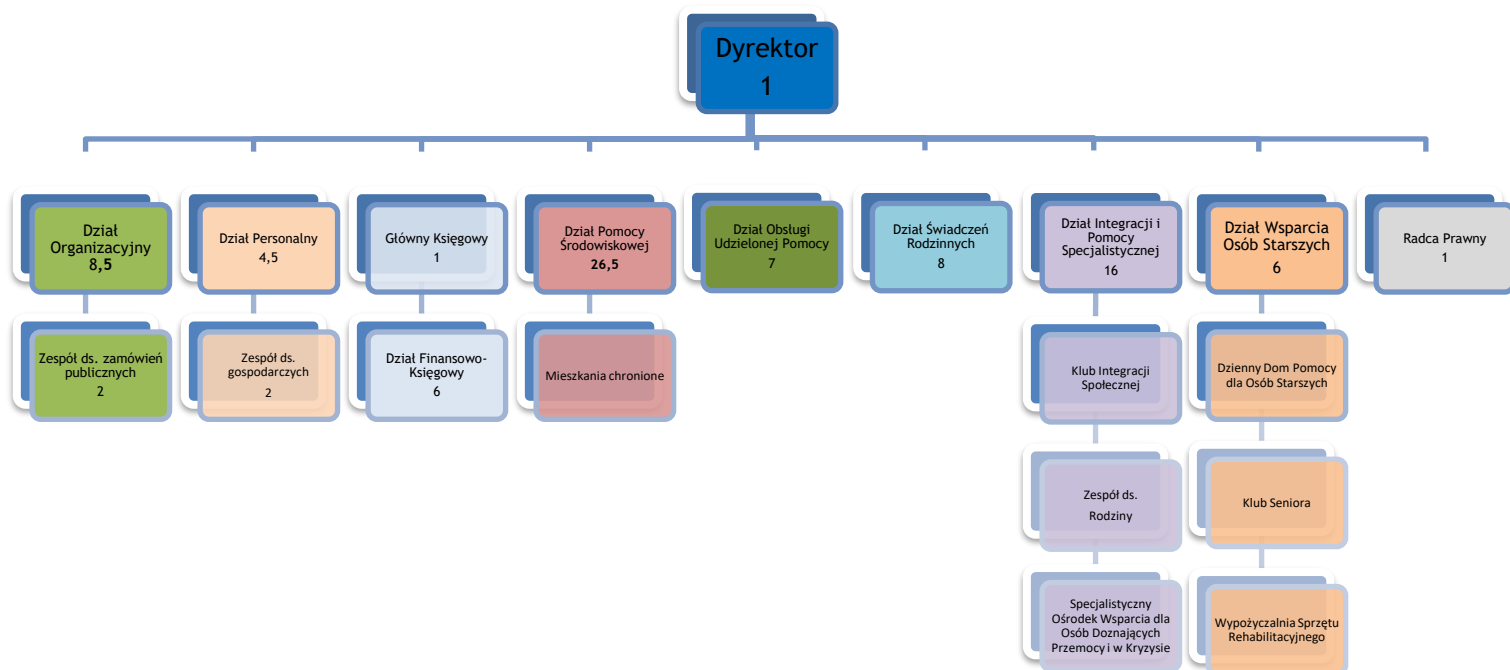 Dyrektor
1
Dział
Organizacyjny
8,5
Dział Personalny
4,5
Główny Księgowy
1
Dział Pomocy
Środowiskowej
26,5
Dział Obsługi
Udzielonej Pomocy
7
Dział Świadczeń
Rodzinnych
8
Dział Integracji i
Pomocy
Specjalistycznej
16
Dział Wsparcia
Osób Starszych
6
Radca Prawny
1
Zespół ds. zamówień
publicznych
2
Zespół ds.
gospodarczych
2
Dział Finansowo-
Księgowy
6
Mieszkania chronione
Klub Integracji
Społecznej
Dzienny Dom Pomocy
dla Osób Starszych
Zespół ds.
Rodziny
Klub Seniora
Specjalistyczny
Ośrodek Wsparcia dla
Osób Doznających
Przemocy i w Kryzysie
Wypożyczalnia Sprzętu
Rehabilitacyjnego